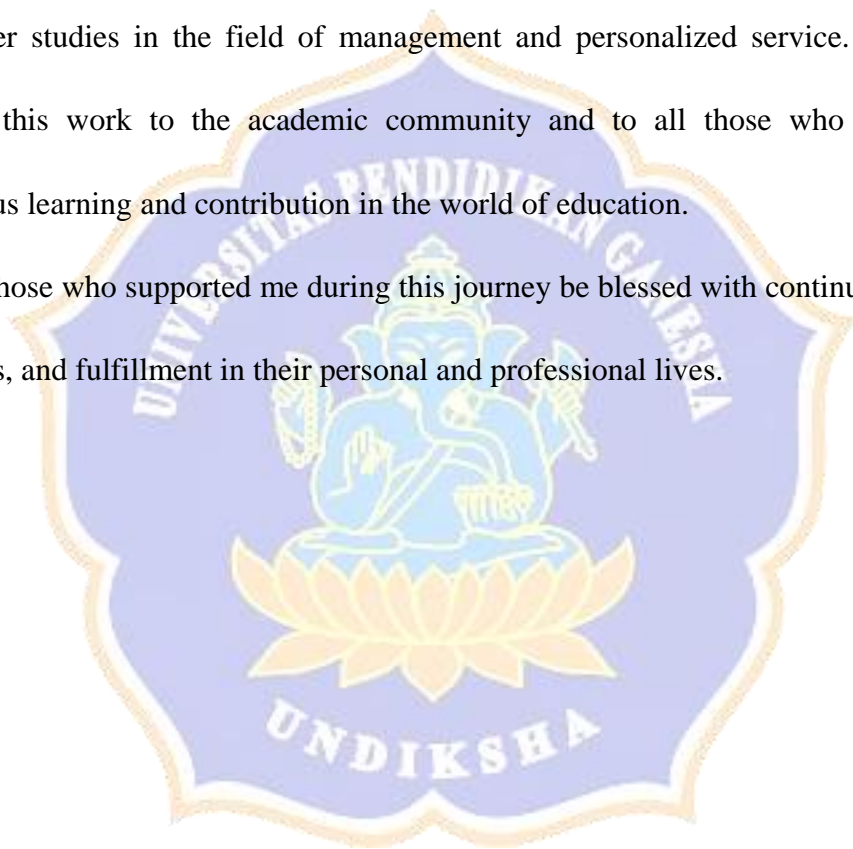 er studies in the field of management and personalized service.
this work to the academic community and to all those who
us learning and contribution in the world of education.
hose who supported me during this journey be blessed with continu
s, and fulfillment in their personal and professional lives.
UNIVERSITAS PENDIDIKAN GANESHA
UNDIKSHA